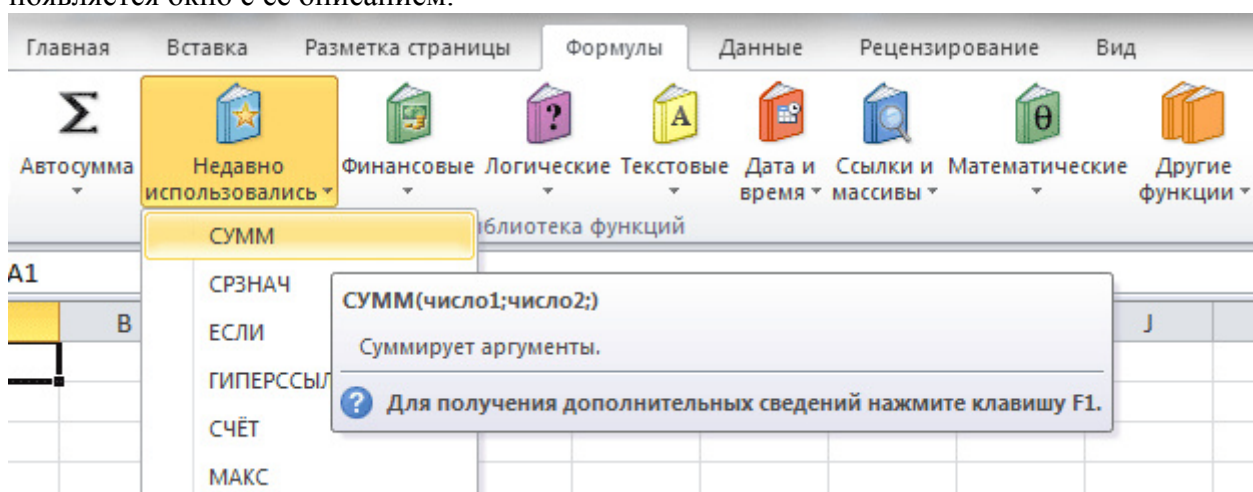 появляется окно с ее описанием.
Главная Вставка Разметка страницы Формулы Данные Рецензирование Вид
Σ A θ
Автосумма Недавно использовались Финансовые Логические Текстовые Дата и время Ссылки и массивы Математические Другие функции
иблиотека функций
СУММ
A1
СРЗНАЧ
СУММ(число1;число2;)
B J
ЕСЛИ
Суммирует аргументы.
ГИПЕРССЫЛ
? Для получения дополнительных сведений нажмите клавишу F1.
СЧЁТ
МАКС